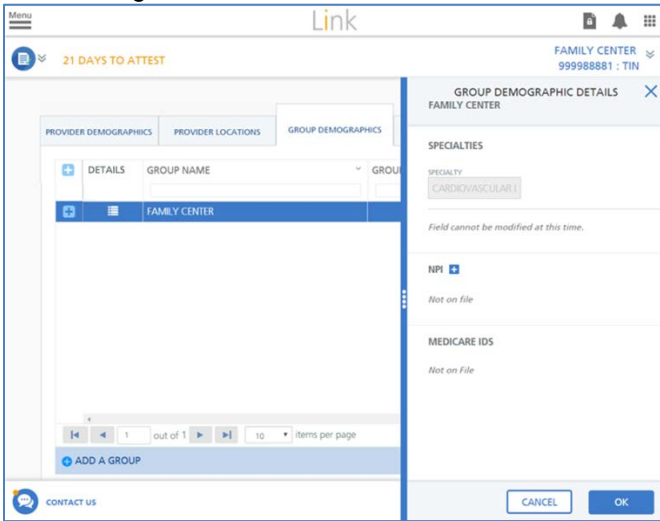 Menu
Link
21 DAYS TO ATTEST
FAMILY CENTER
999988881 : TIN
PROVIDER DEMOGRAPHICS
PROVIDER LOCATIONS
GROUP DEMOGRAPHICS
DETAILS
GROUP NAME
GROU
FAMILY CENTER
1 out of 1
10 items per page
ADD A GROUP
CONTACT US
GROUP DEMOGRAPHIC DETAILS
FAMILY CENTER
SPECIALTIES
SPECIALTY
CARDIOVASCULAR
Field cannot be modified at this time.
NPI
Not on file
MEDICARE IDS
Not on File
CANCEL
OK